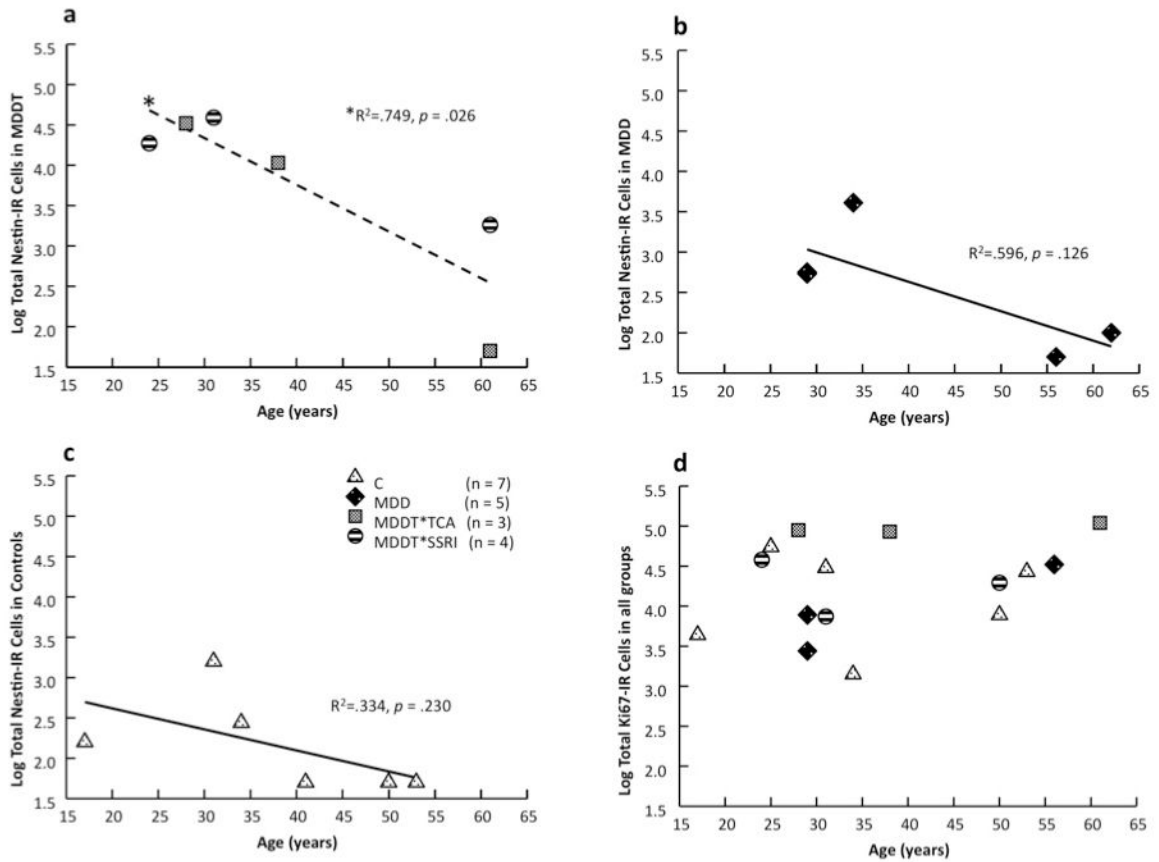 a
5.5
5.0
4.5
4.0
3.5
3.0
2.5
2.0
1.5
Log Total Nestin-IR Cells in MDDT
*
*R²=.749, p = .026
15 20 25 30 35 40 45 50 55 60 65
Age (years)
b
5.5
5.0
4.5
4.0
3.5
3.0
2.5
2.0
1.5
Log Total Nestin-IR Cells in MDD
R²=.596, p = .126
15 20 25 30 35 40 45 50 55 60 65
Age (years)
c
5.5
5.0
4.5
4.0
3.5
3.0
2.5
2.0
1.5
Log Total Nestin-IR Cells in Controls
C (n = 7)
MDD (n = 5)
MDDT*TCA (n = 3)
MDDT*SSRI (n = 4)
R²=.334, p = .230
15 20 25 30 35 40 45 50 55 60 65
Age (years)
d
5.5
5.0
4.5
4.0
3.5
3.0
2.5
2.0
1.5
Log Total Ki67-IR Cells in all groups
15 20 25 30 35 40 45 50 55 60 65
Age (years)